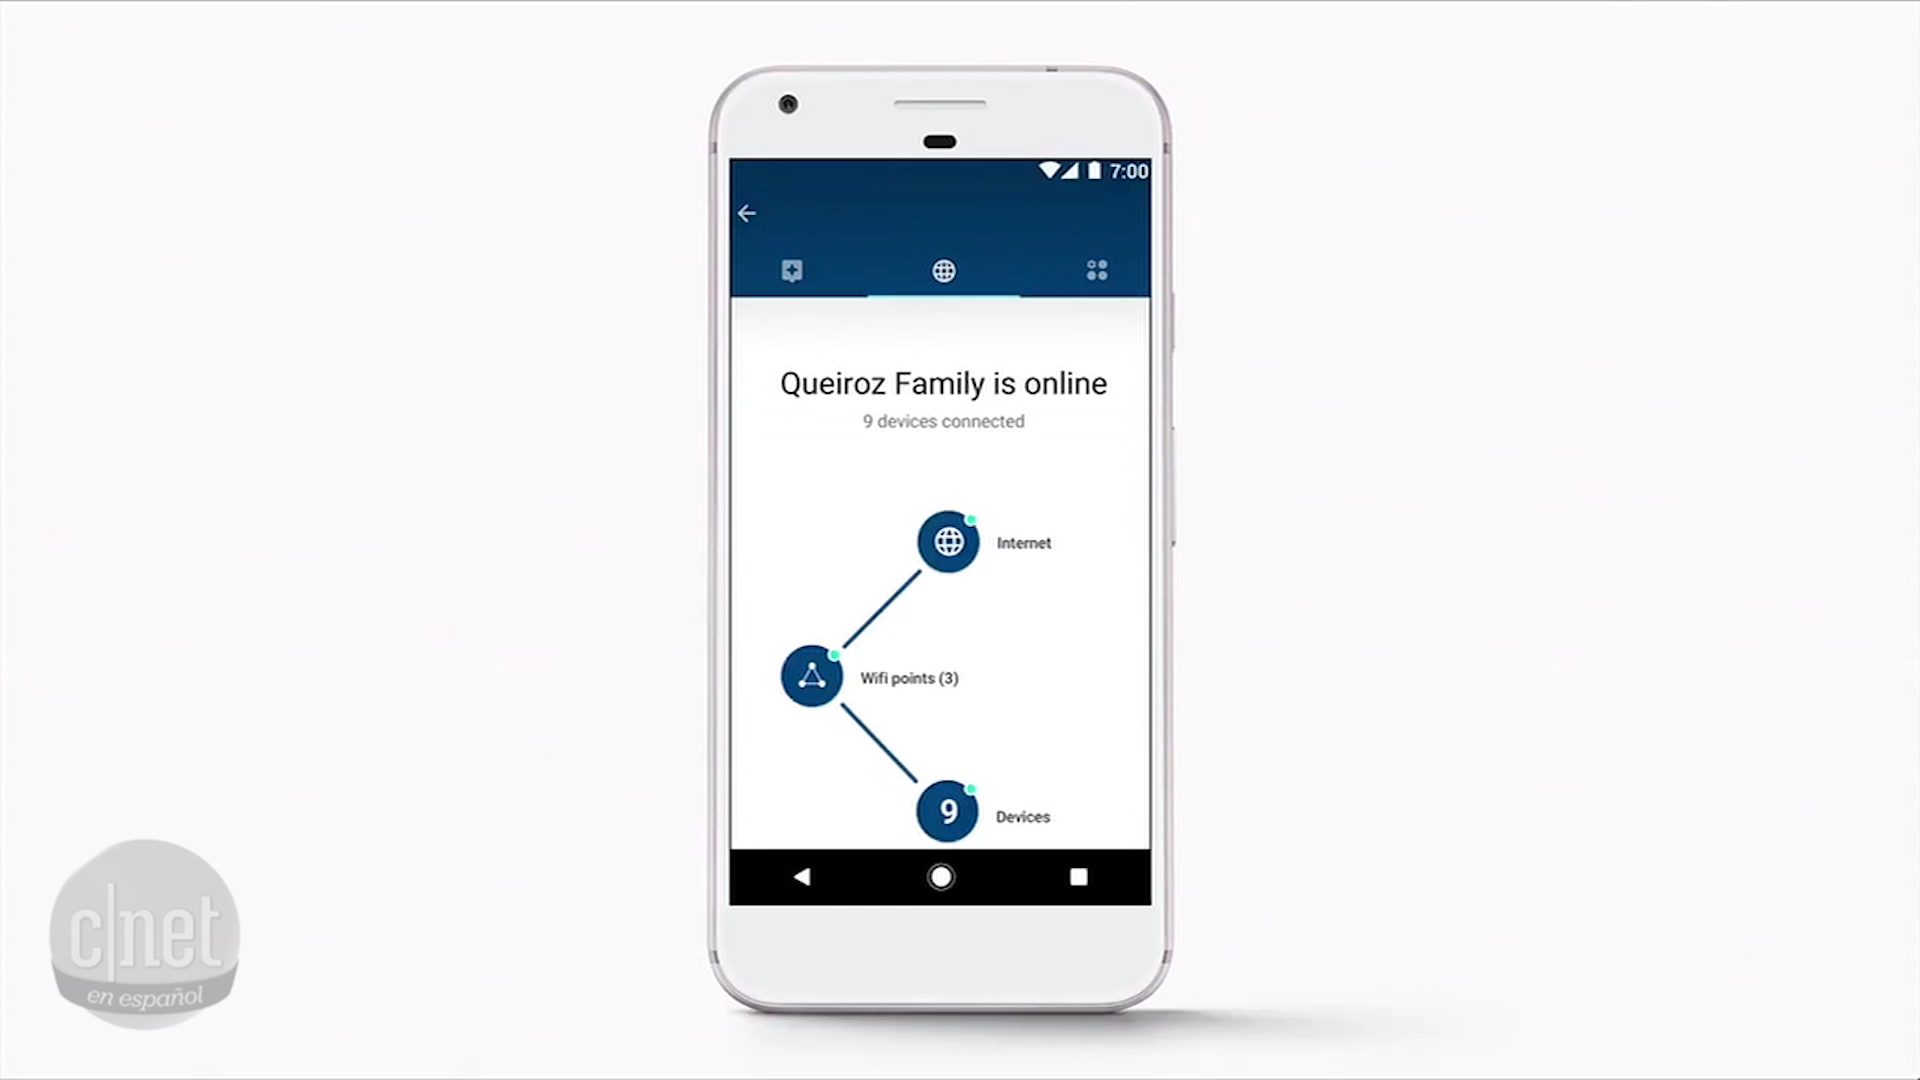 7:00
Queiroz Family is online
9 devices connected
Internet
Wifi points (3)
9
Devices
c|net
en español